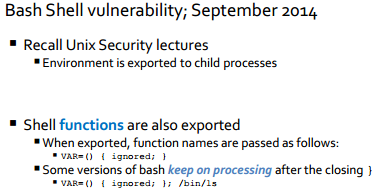 Bash Shell vulnerability; September 2014
▪ Recall Unix Security lectures
▪ Environment is exported to child processes
▪ Shell functions are also exported
▪ When exported, function names are passed as follows:
▪ VAR=() { ignored; }
▪ Some versions of bash keep on processing after the closing }
▪ VAR=() { ignored; }; /bin/ls